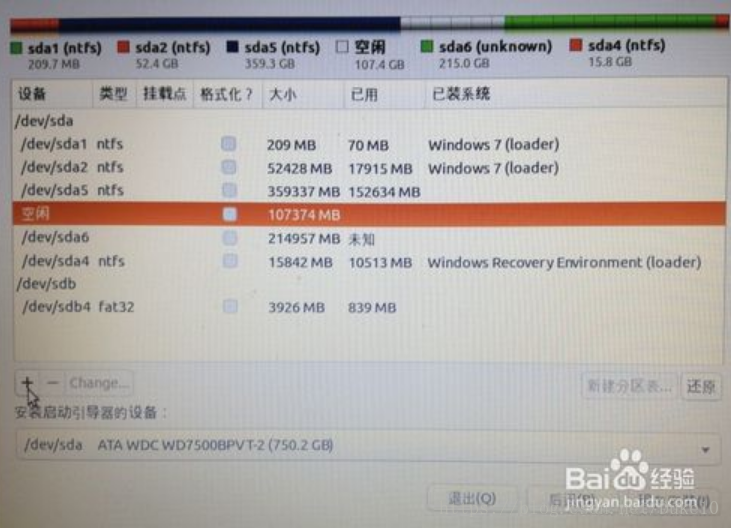 sda1 (ntfs) sda2 (ntfs) sda5 (ntfs) 空闲 sda6 (unknown) sda4 (ntfs)
209.7 MB 52.4 GB 359.3 GB 107.4 GB 215.0 GB 15.8 GB
设备 类型 挂载点 格式化？ 大小 已用 已装系统
/dev/sda
/dev/sda1 ntfs 209 MB 70 MB Windows 7 (loader)
/dev/sda2 ntfs 52428 MB 17915 MB Windows 7 (loader)
/dev/sda5 ntfs 359337 MB 152634 MB
空闲 107374 MB
/dev/sda6 214957 MB 未知
/dev/sda4 ntfs 15842 MB 10513 MB Windows Recovery Environment (loader)
/dev/sdb
/dev/sdb4 fat32 3926 MB 839 MB
+ − Change... 新建分区表... 还原
安装启动引导器的设备：
/dev/sda ATA WDC WD7500BPVT-2 (750.2 GB)
退出(Q)
Baidu 经验
jingyan.baidu.com